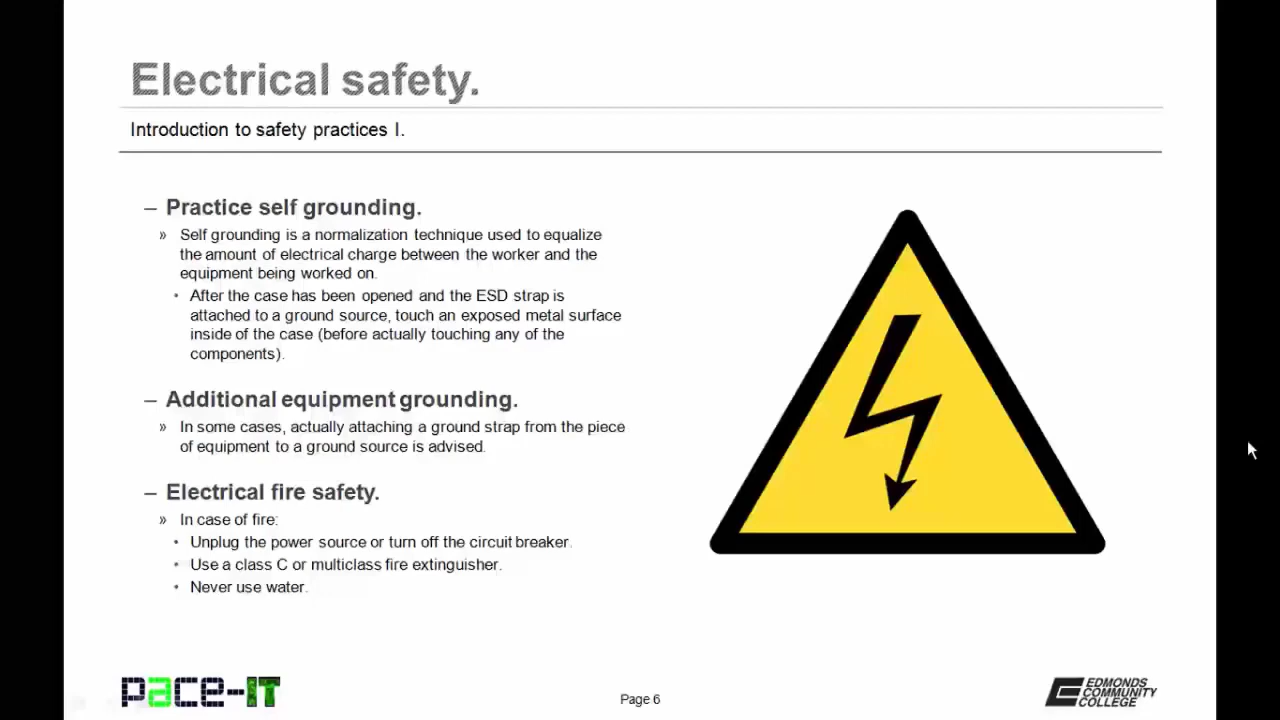 Electrical safety.
Introduction to safety practices I.
– Practice self grounding.
» Self grounding is a normalization technique used to equalize
the amount of electrical charge between the worker and the
equipment being worked on.
• After the case has been opened and the ESD strap is
attached to a ground source, touch an exposed metal surface
inside of the case (before actually touching any of the
components).
– Additional equipment grounding.
» In some cases, actually attaching a ground strap from the piece
of equipment to a ground source is advised.
– Electrical fire safety.
» In case of fire:
• Unplug the power source or turn off the circuit breaker.
• Use a class C or multiclass fire extinguisher.
• Never use water.
pace-IT
Page 6
EDMONDS
COMMUNITY
COLLEGE